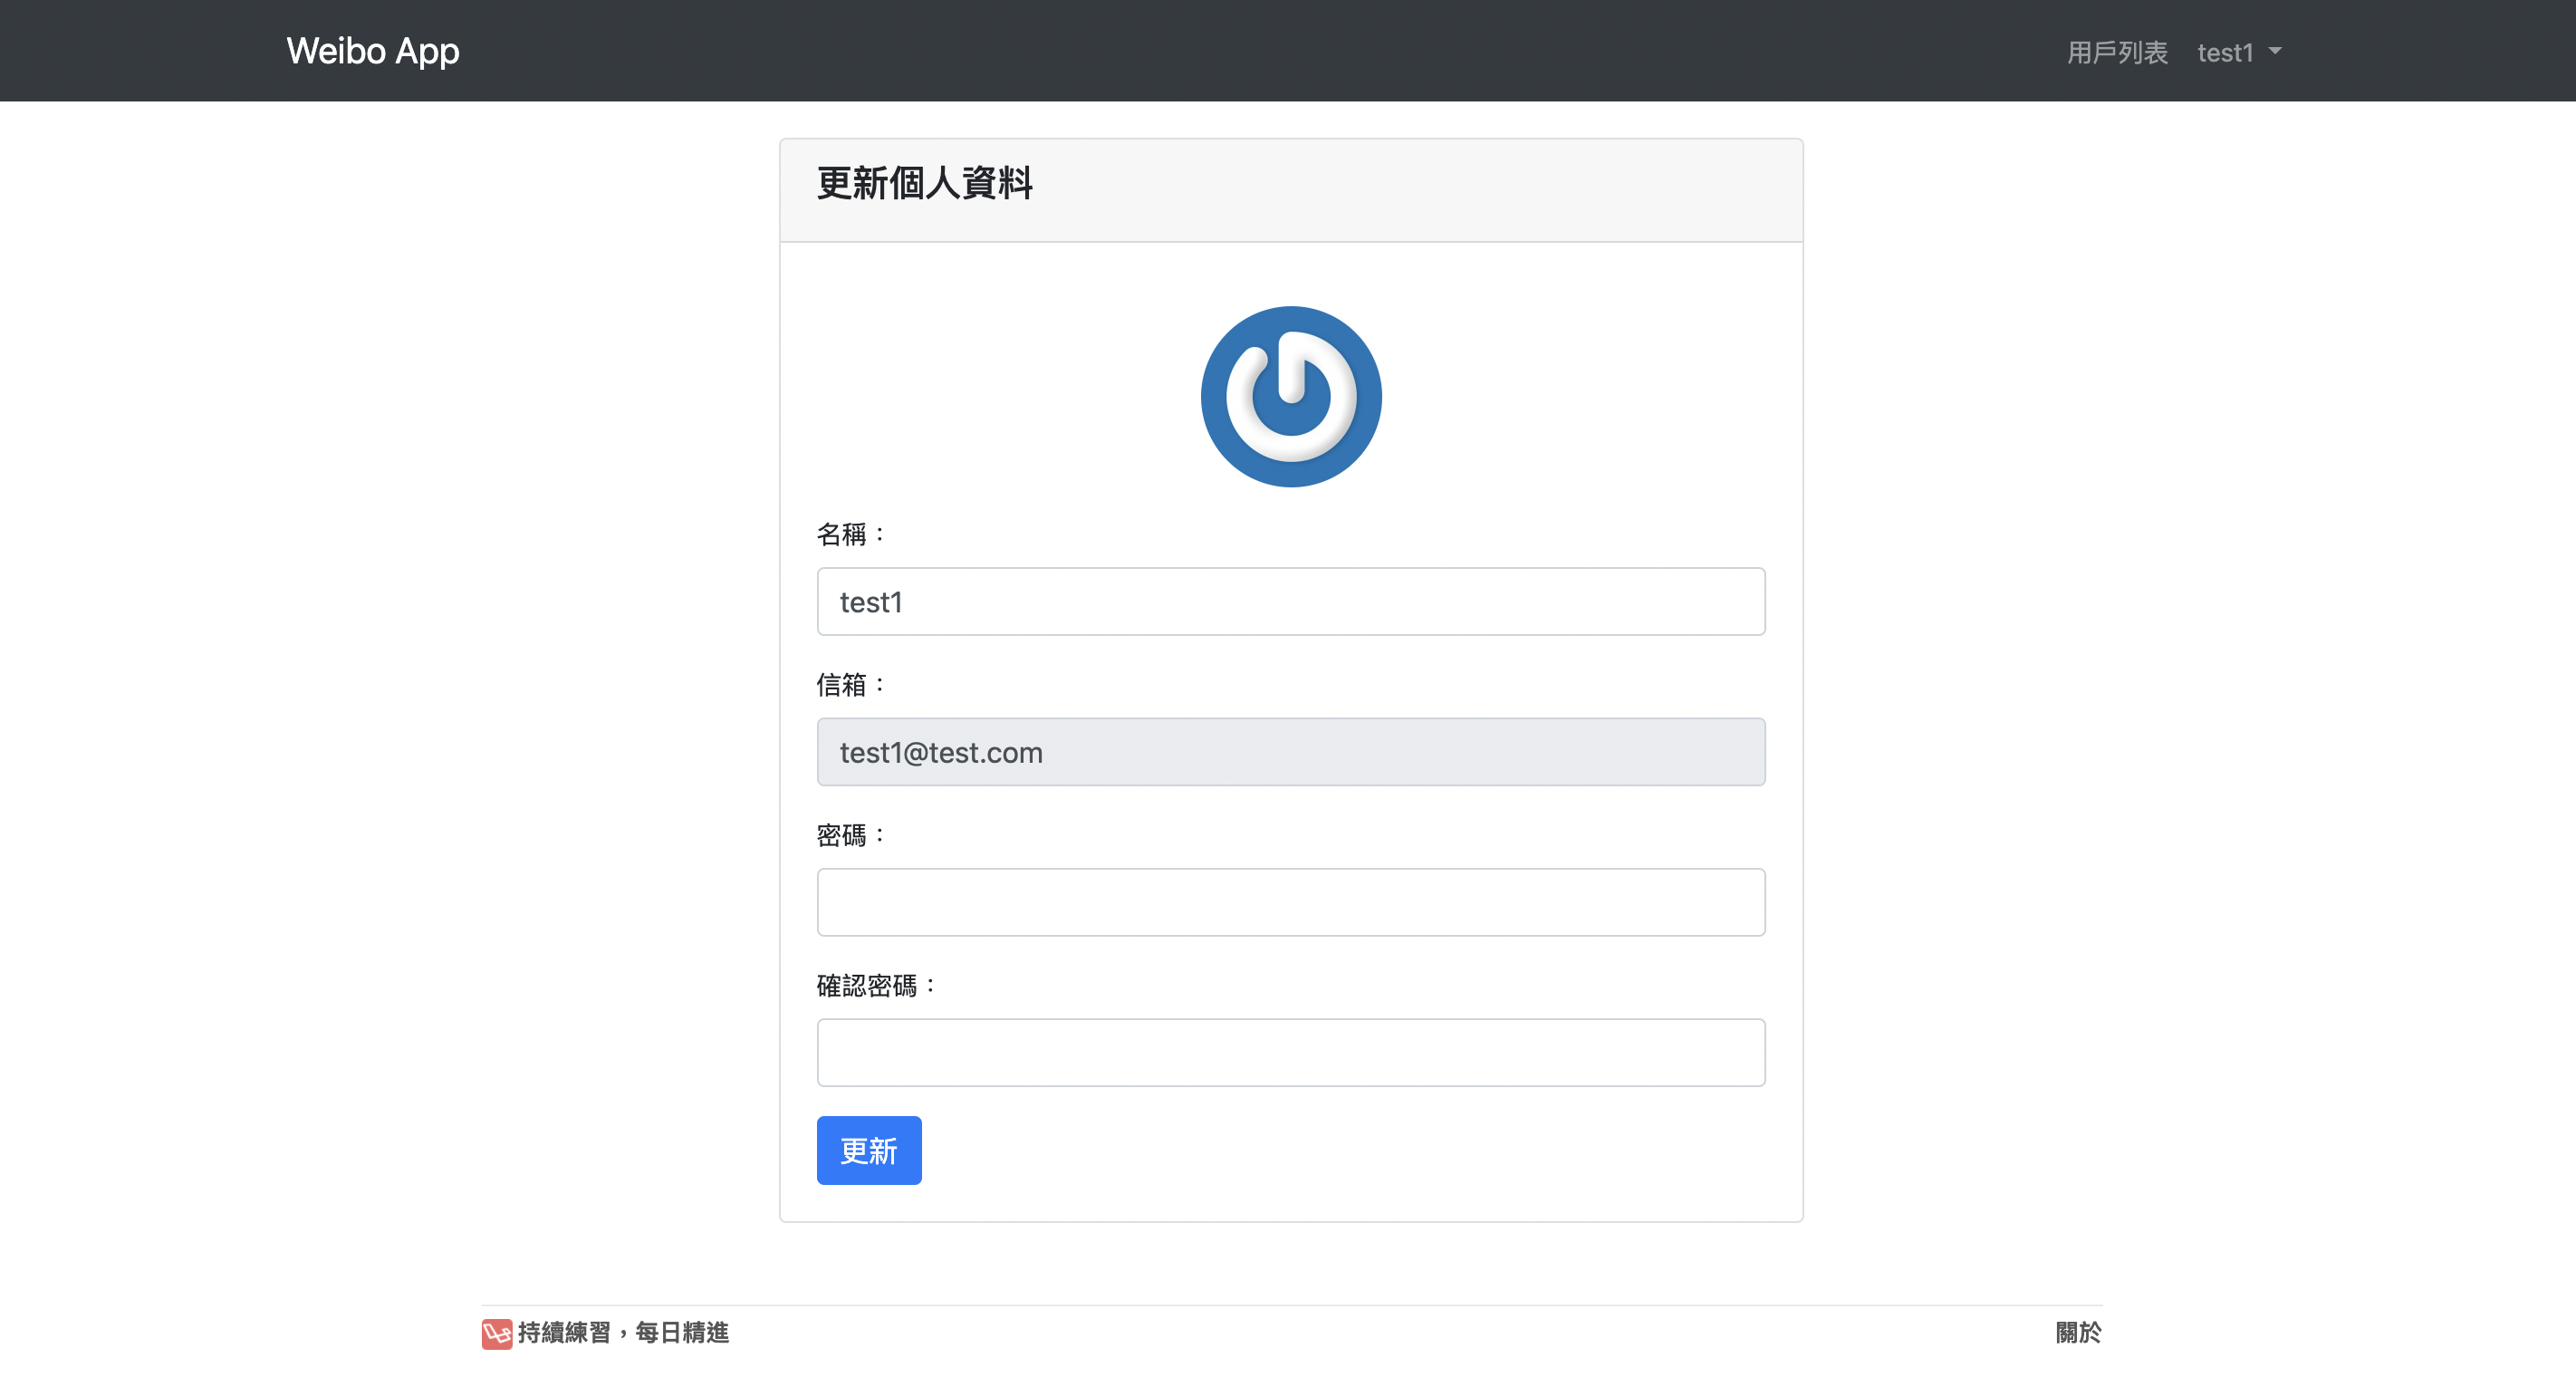 Weibo App
用戶列表 test1
更新個人資料
名稱：
test1
信箱：
test1@test.com
密碼：
確認密碼：
更新
持續練習，每日精進
關於